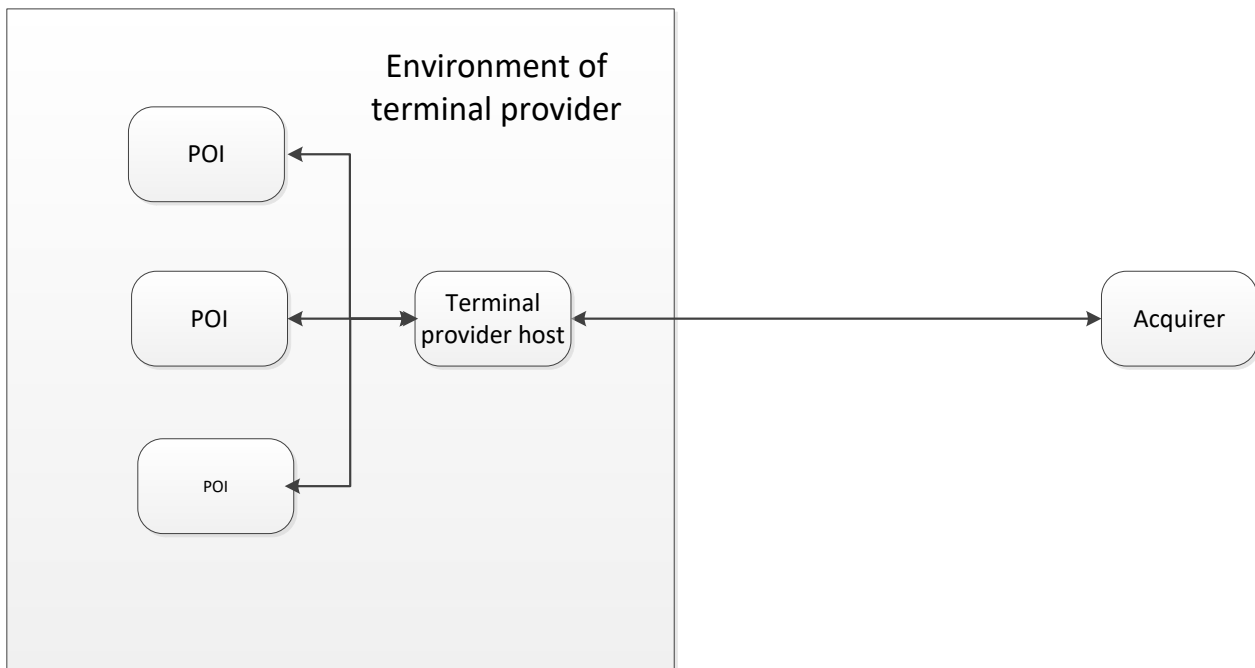 Environment of
terminal provider
POI
POI
Terminal
provider host
Acquirer
POI